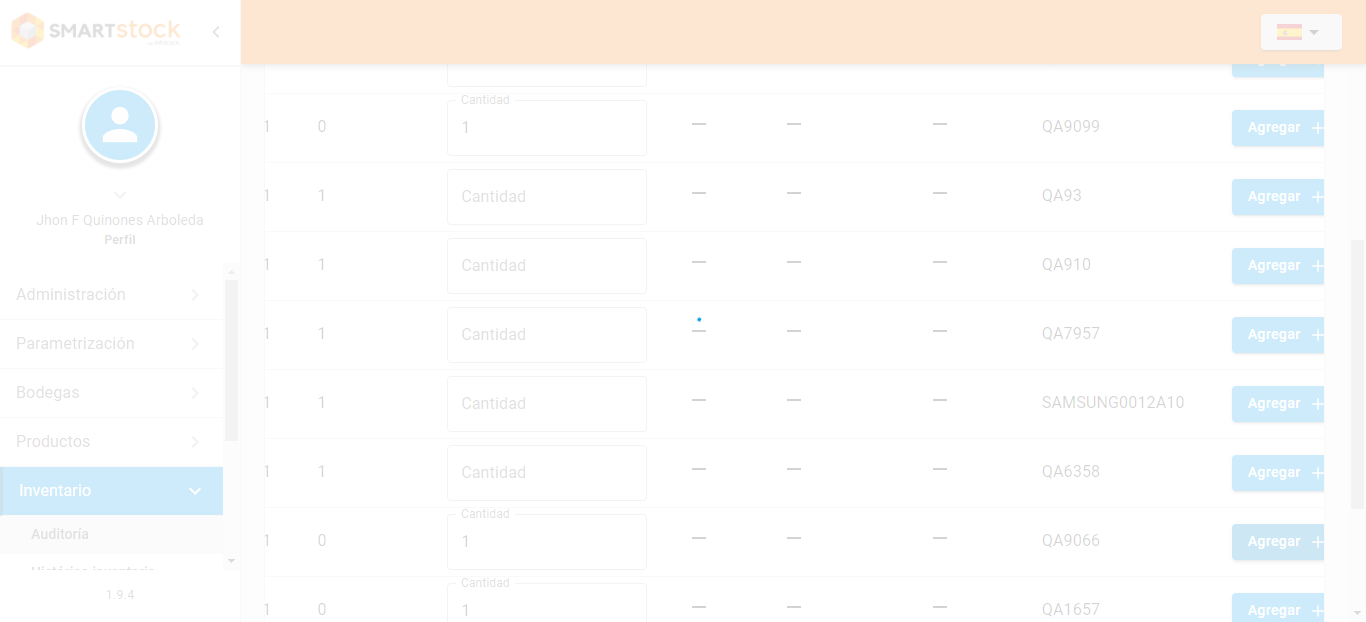 SMARTstock
Cantidad
1 0 1 — — — QA9099 Agregar +
Jhon F Quinones Arboleda
Perfil
1 1 Cantidad — — — QA93 Agregar +
1 1 Cantidad — — — QA910 Agregar +
Administración
Parametrización
1 1 Cantidad — — — QA7957 Agregar +
Bodegas
1 1 Cantidad — — — SAMSUNG0012A10 Agregar +
Productos
1 1 Cantidad — — — QA6358 Agregar +
Inventario
Auditoría
Cantidad
1 0 1 — — — QA9066 Agregar +
Histórico inventario
1.9.4
Cantidad
1 0 1 — — — QA1657 Agregar +